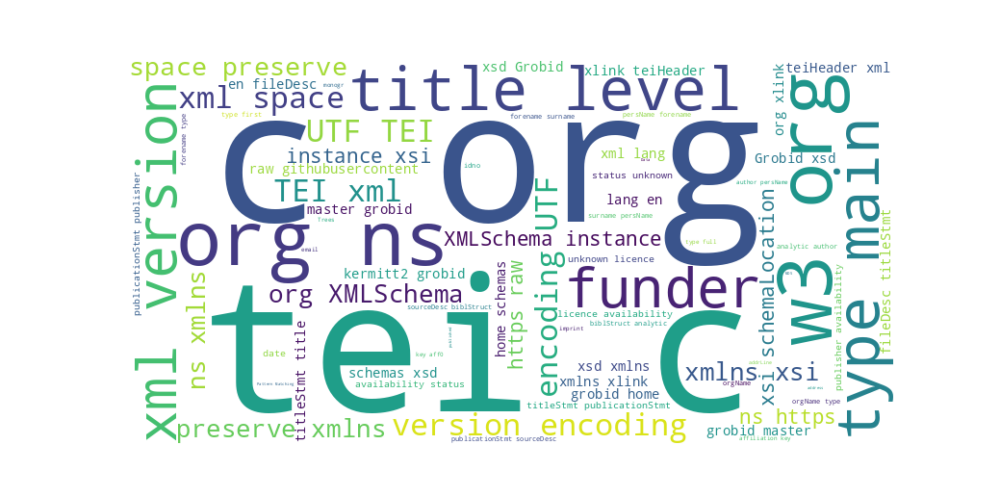 space preserve
en fileDesc
monogr
xml space
title level
xsd Grobid
xlink teiHeader
teiHeader xml
org xlink
type first
forename surname
persName forename
c org
UTF TEI
instance xsi
raw githubusercontent
idno
xml lang
status unknown
Grobid xsd
w3 org
xml version
forename type
publicationStmt publisher
TEI xml
master grobid
lang en
author persName
surname persName
org ns
email
XMLSchema instance
type full
analytic author
unknown licence
kermitt2 grobid
org XMLSchema
funder
encoding UTF
https raw
home schemas
xsi schemaLocation
type main
fileDesc titleStmt
publisher availability
ns xmlns
titleStmt title
tei c
licence availability
sourceDesc biblStruct
biblStruct analytic
imprint
date
key aff0
schemas xsd
availability status
xsd xmlns
xmlns xlink
grobid home
xmlns xsi
orgName
orgName type
titleStmt publicationStmt
ns https
preserve xmlns
version encoding
publicationStmt sourceDesc
grobid master
affiliation key